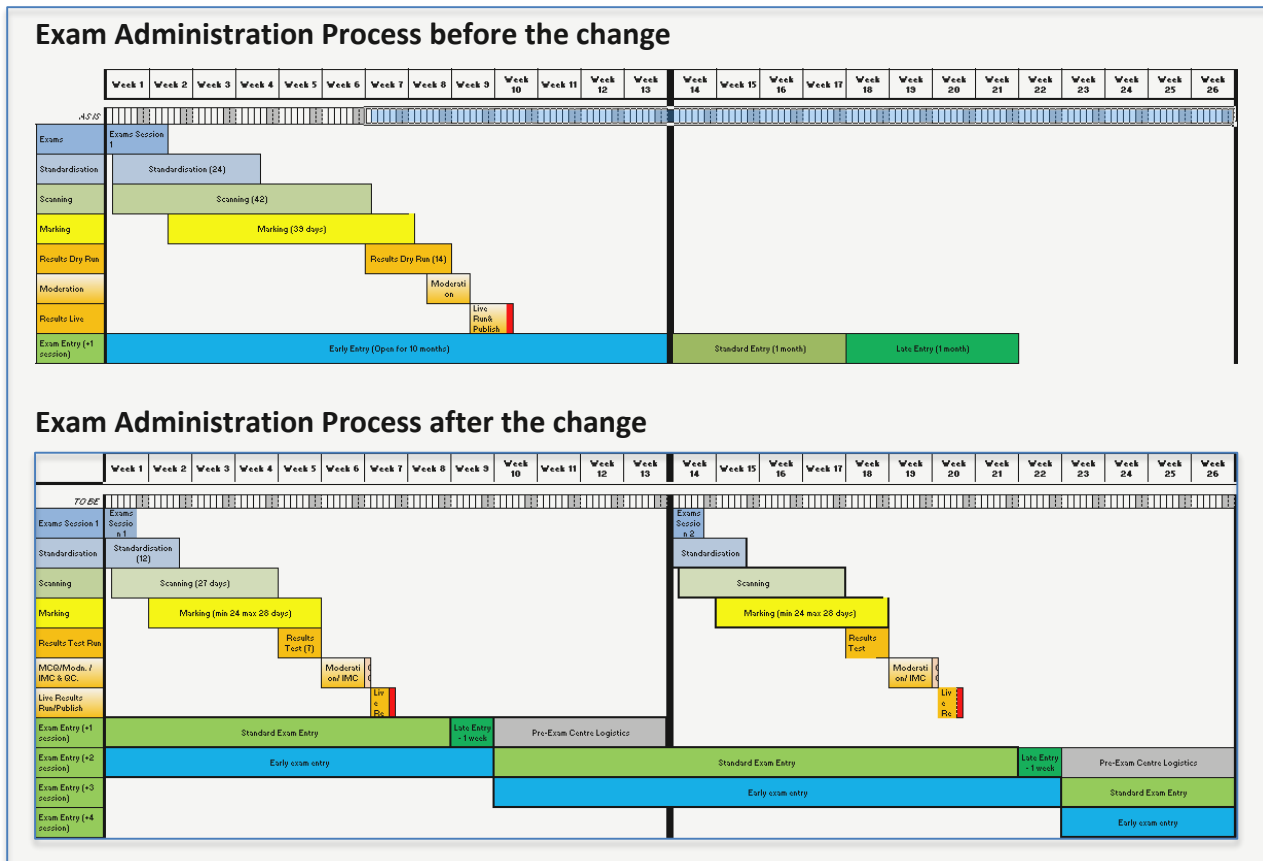 Exam Administration Process before the change
Week 1 Week 2 Week 3 Week 4 Week 5 Week 6 Week 7 Week 8 Week 9 Week 10 Week 11 Week 12 Week 13 Week 14 Week 15 Week 16 Week 17 Week 18 Week 19 Week 20 Week 21 Week 22 Week 23 Week 24 Week 25 Week 26
AS IS
Exams
Exams Session
1
Standardisation
Standardisation (24)
Scanning
Scanning (42)
Marking
Marking (39 days)
Results Dry Run
Results Dry Run (14)
Moderation
Moderati
on
Results Live
Live
Run&
Publish
Exam Entry (+1
session)
Early Entry (Open for 10 months)
Standard Entry (1 month)
Late Entry (1 month)
Exam Administration Process after the change
Week 1 Week 2 Week 3 Week 4 Week 5 Week 6 Week 7 Week 8 Week 9 Week 10 Week 11 Week 12 Week 13 Week 14 Week 15 Week 16 Week 17 Week 18 Week 19 Week 20 Week 21 Week 22 Week 23 Week 24 Week 25 Week 26
TO BE
Exams Session 1
Exams
Sessio
n 1
Exams
Sessio
n 2
Standardisation
Standardisation
(12)
Standardisation
Scanning
Scanning (27 days)
Scanning
Marking
Marking (min 24 max 28 days)
Marking (min 24 max 28 days)
Results Test Run
Results
Test (7)
Results
Test
MCQ/Modn. /
IMC & QC.
Moderati
on/ IMC
Moderati
on/ IMC
Live Results
Run/Publish
Liv
e
Re
Liv
e
Re
Exam Entry (+1
session)
Standard Exam Entry
Late Entry
- 1 week
Pre-Exam Centre Logistics
Exam Entry (+2
session)
Early exam entry
Standard Exam Entry
Late Entry
- 1 week
Pre-Exam Centre Logistics
Exam Entry (+3
session)
Early exam entry
Standard Exam Entry
Exam Entry (+4
session)
Early exam entry